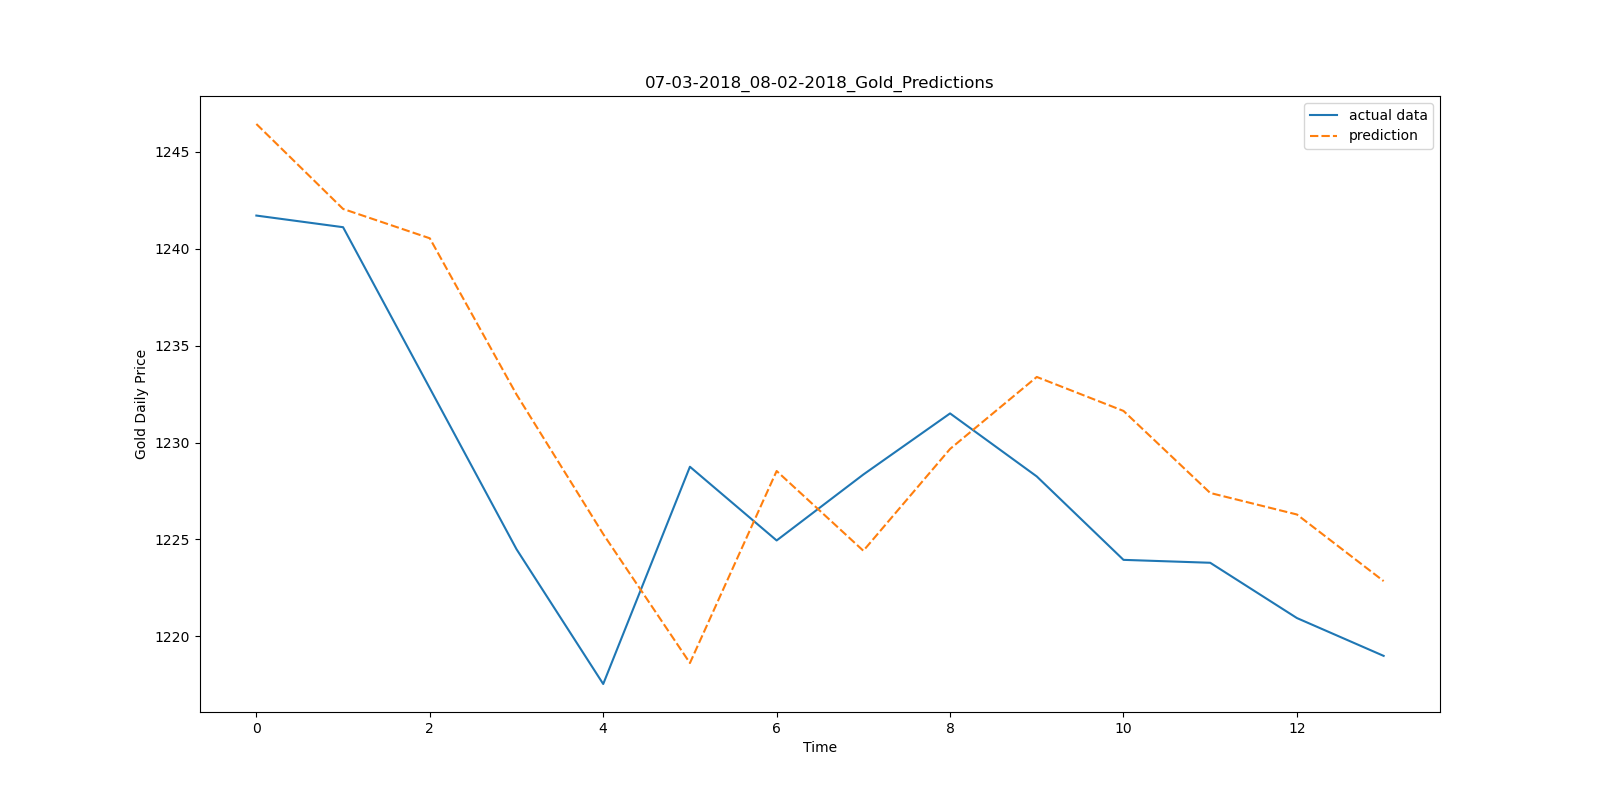 07-03-2018_08-02-2018_Gold_Predictions
actual data
prediction
1245
1240
1235
1230
1225
1220
Gold Daily Price
0 2 4 6 8 10 12
Time